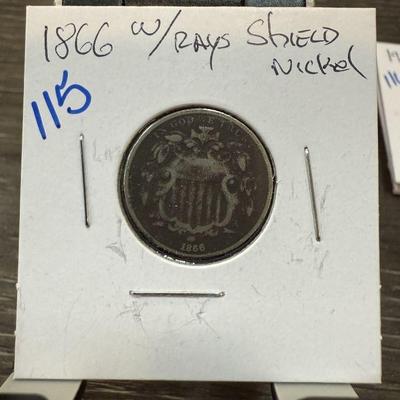 1866 W/RAYS SHIELD
NICKEL
115
IN GOD WE TRUST
1866